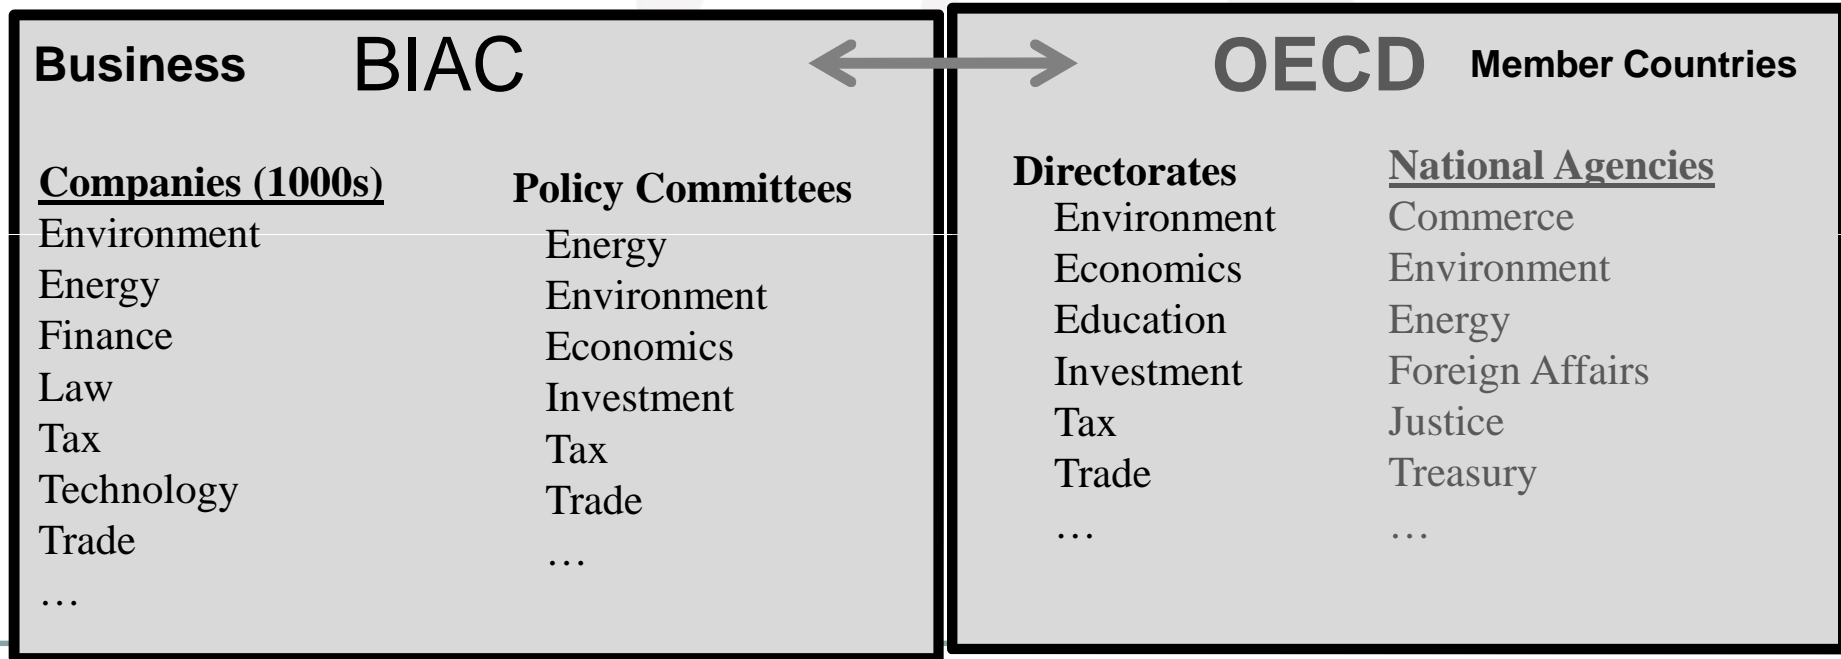 Business BIAC
Companies (1000s)
Environment
Energy
Finance
Law
Tax
Technology
Trade
…
Policy Committees
Energy
Environment
Economics
Investment
Tax
Trade
…
OECD Member Countries
Directorates
Environment
Economics
Education
Investment
Tax
Trade
…
National Agencies
Commerce
Environment
Energy
Foreign Affairs
Justice
Treasury
…